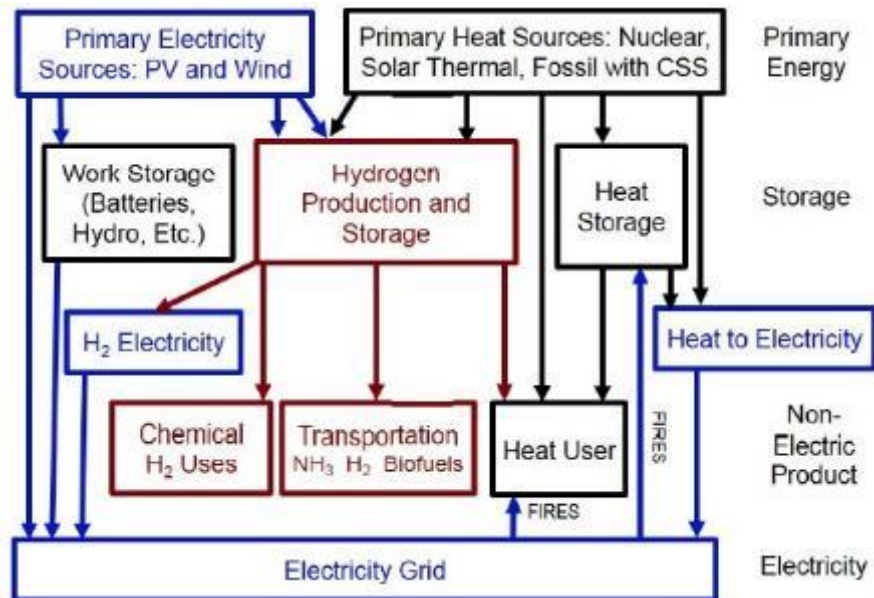 Primary Electricity
Sources: PV and Wind
Primary Heat Sources: Nuclear,
Solar Thermal, Fossil with CSS
Primary
Energy
Work Storage
(Batteries,
Hydro, Etc.)
Hydrogen
Production and
Storage
Heat
Storage
Storage
H₂ Electricity
Heat to Electricity
Chemical
H₂ Uses
Transportation
NH₃ H₂ Biofuels
Heat User
FIRES
Non-
Electric
Product
FIRES
Electricity Grid
Electricity